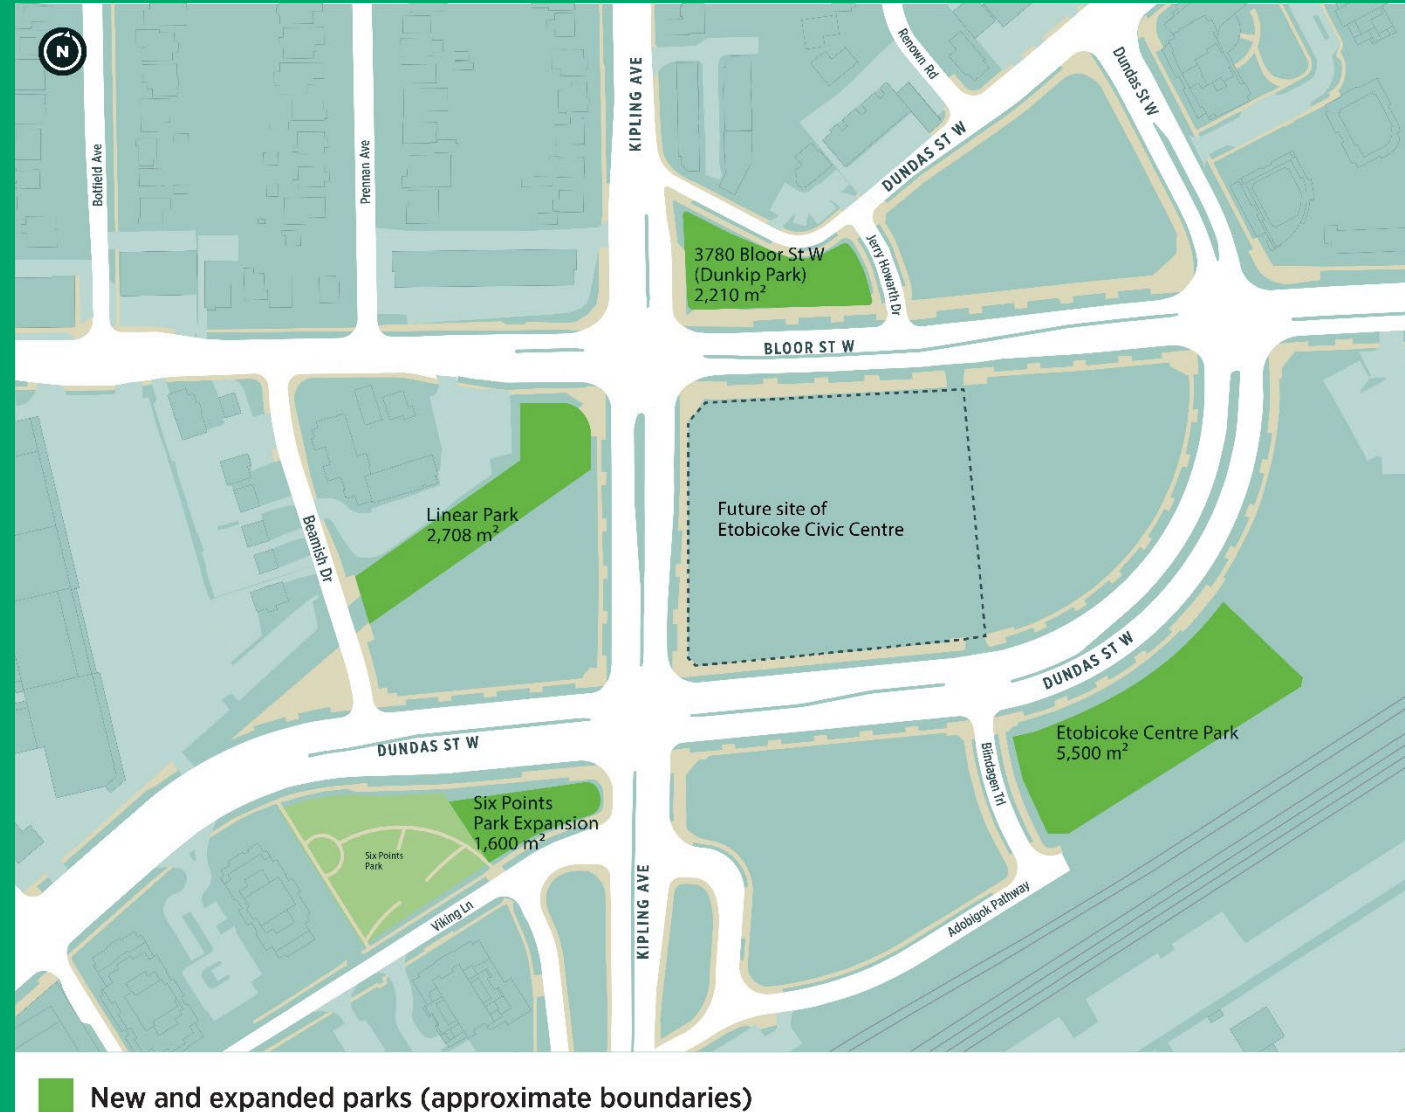 N
Botfield Ave
Prennan Ave
KIPLING AVE
Renown Rd
DUNDAS ST W
Dundas St W
3780 Bloor St W
(Dunkip Park)
2,210 m²
Jerry Howarth Dr
BLOOR ST W
Linear Park
2,708 m²
Future site of
Etobicoke Civic Centre
Beamish Dr
DUNDAS ST W
Etobicoke Centre Park
5,500 m²
DUNDAS ST W
Biindagen Trl
Six Points
Park Expansion
1,600 m²
Six Points
Park
KIPLING AVE
Viking Ln
Adobigok Pathway
New and expanded parks (approximate boundaries)